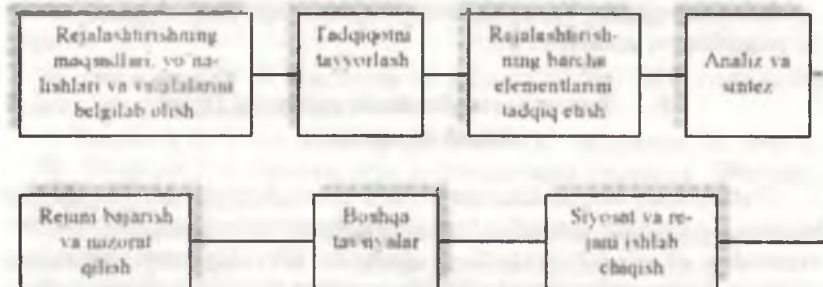 Rejalashtirishning
maqsadlari, yo‘na-
lishlari va vazifalarini
belgilab olish
Tadqiqotni
tayyorlash
Rejalashtirish-
ning barcha
elementlarini
tadqiq etish
Analiz va
sintez
Rejani bajarish
va nazorat
qilish
Boshqa
tavsiyalar
Siyosat va re-
jani ishlab
chiqish